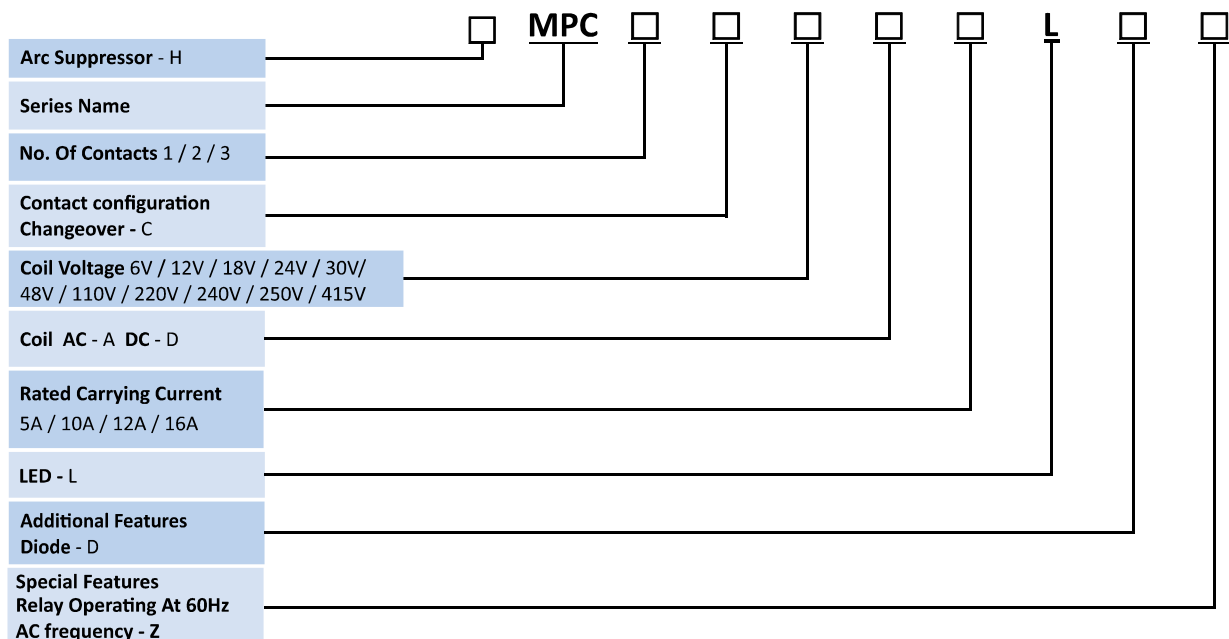 MPC L
Arc Suppressor - H
Series Name
No. Of Contacts 1 / 2 / 3
Contact configuration
Changeover - C
Coil Voltage 6V / 12V / 18V / 24V / 30V/
48V / 110V / 220V / 240V / 250V / 415V
Coil AC - A DC - D
Rated Carrying Current
5A / 10A / 12A / 16A
LED - L
Additional Features
Diode - D
Special Features
Relay Operating At 60Hz
AC frequency - Z